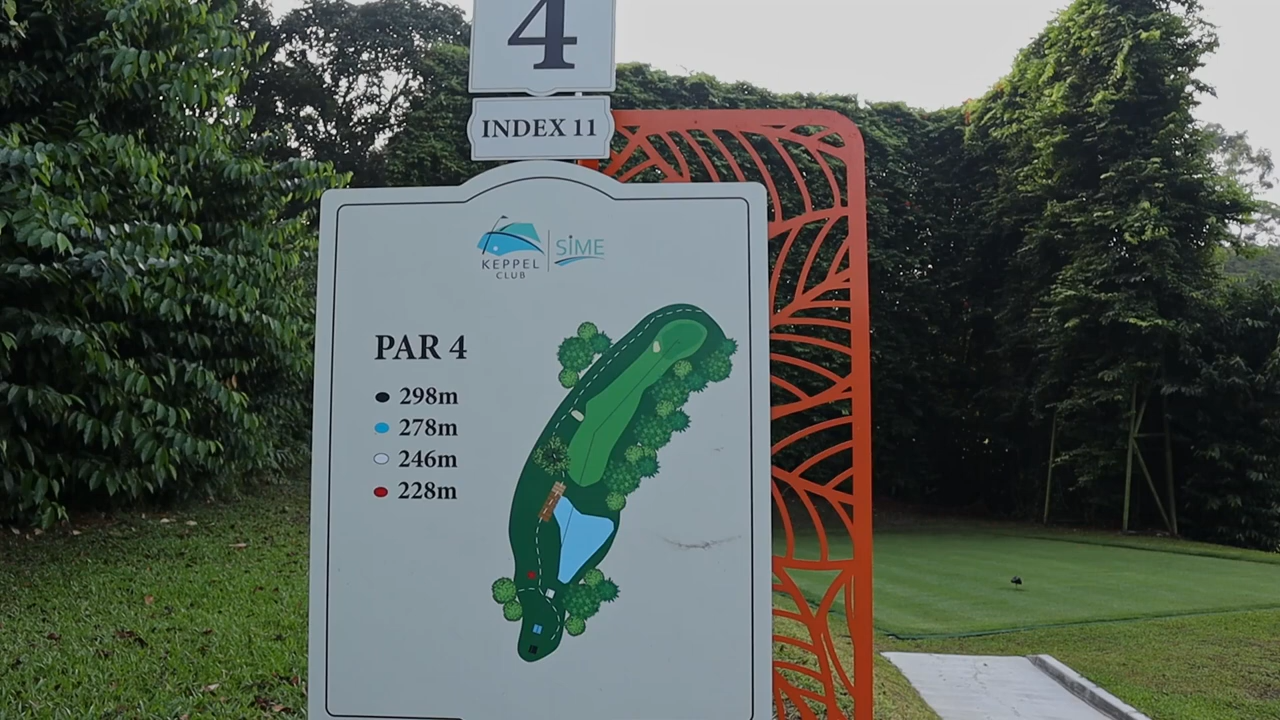 4
INDEX 11
KEPPEL
CLUB
SIME
PAR 4
298m
278m
246m
228m